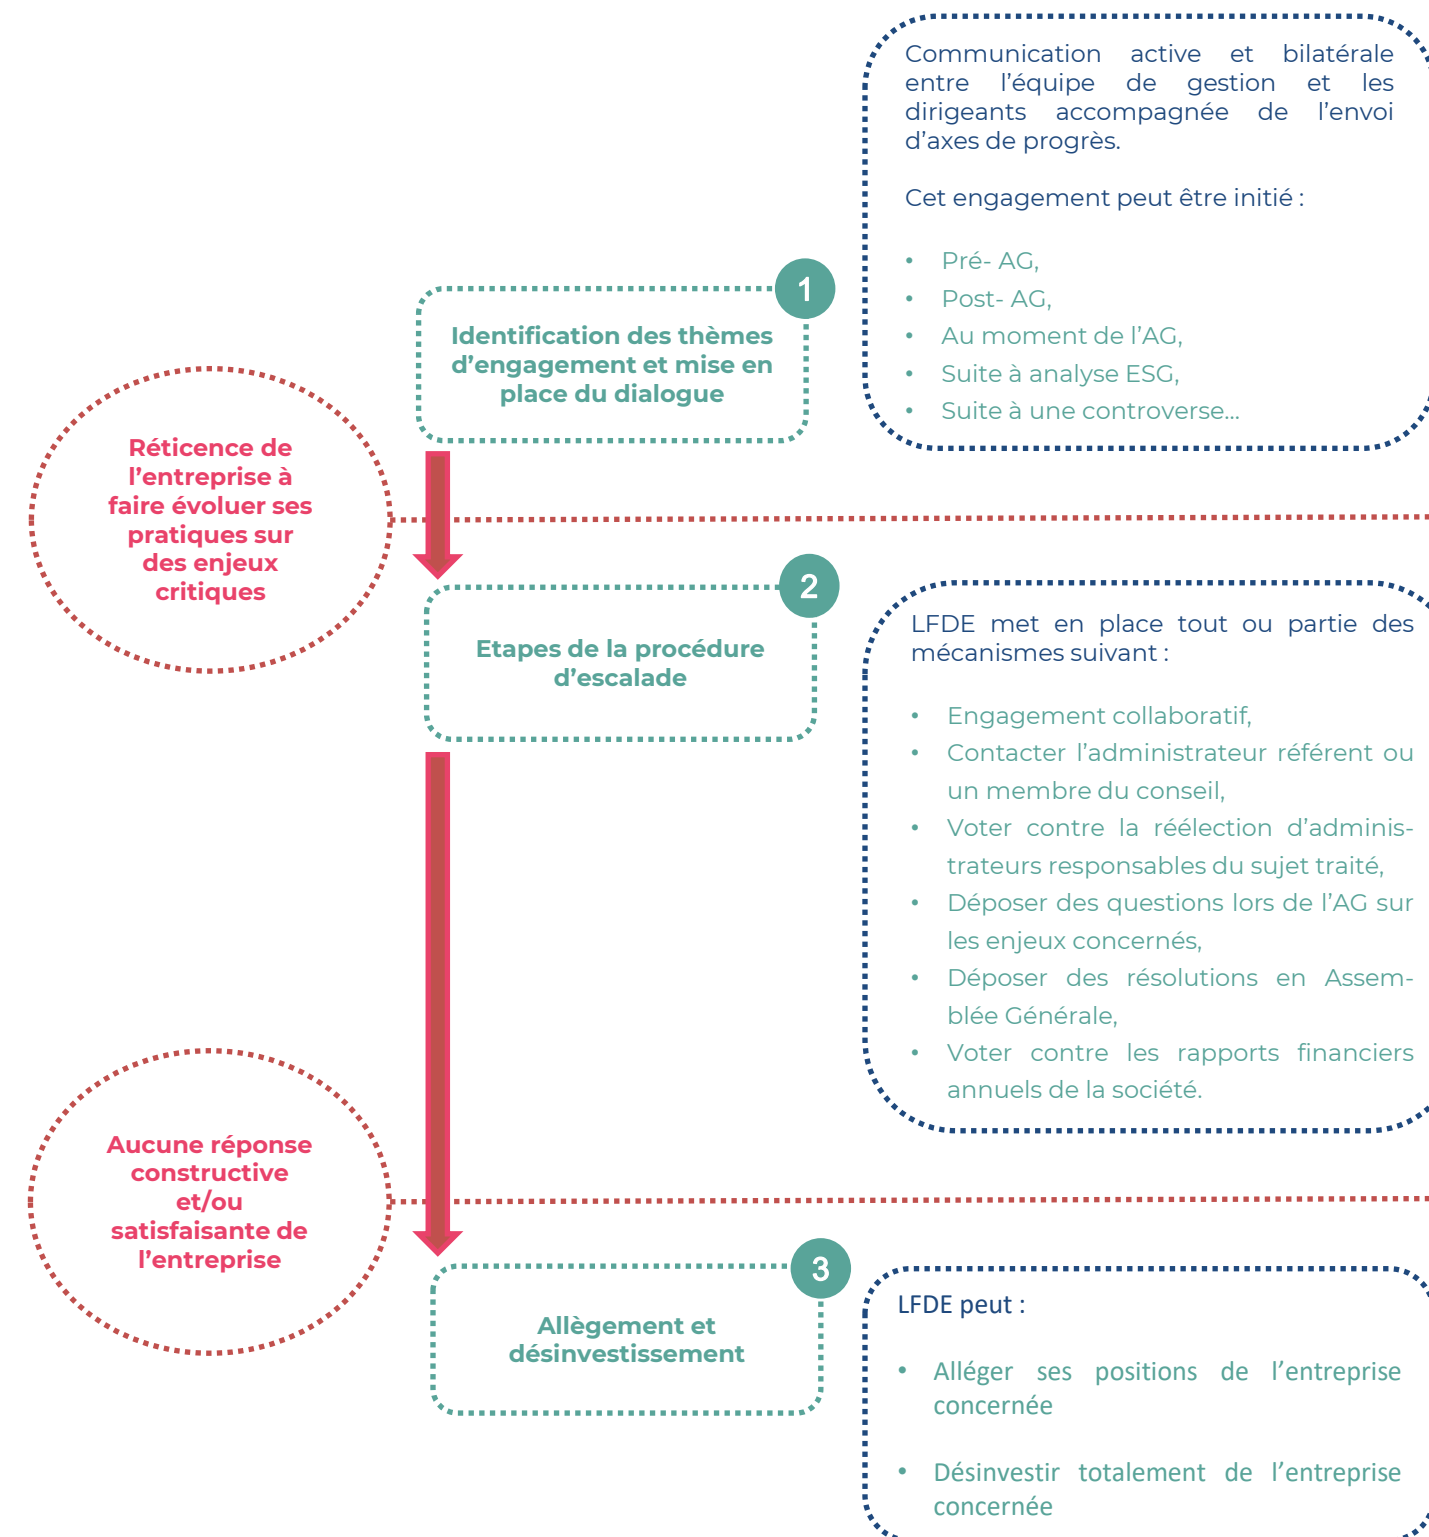 Communication active et bilatérale
entre l’équipe de gestion et les
dirigeants accompagnée de l’envoi
d’axes de progrès.
Cet engagement peut être initié :
• Pré- AG,
• Post- AG,
• Au moment de l’AG,
• Suite à analyse ESG,
• Suite à une controverse…
1
Identification des thèmes
d’engagement et mise en
place du dialogue
Réticence de
l’entreprise à
faire évoluer ses
pratiques sur
des enjeux
critiques
2
Etapes de la procédure
d’escalade
LFDE met en place tout ou partie des
mécanismes suivant :
• Engagement collaboratif,
• Contacter l’administrateur référent ou
un membre du conseil,
• Voter contre la réélection d’adminis-
trateurs responsables du sujet traité,
• Déposer des questions lors de l’AG sur
les enjeux concernés,
• Déposer des résolutions en Assem-
blée Générale,
• Voter contre les rapports financiers
annuels de la société.
Aucune réponse
constructive
et/ou
satisfaisante de
l’entreprise
3
Allègement et
désinvestissement
LFDE peut :
• Alléger ses positions de l’entreprise
concernée
• Désinvestir totalement de l’entreprise
concernée